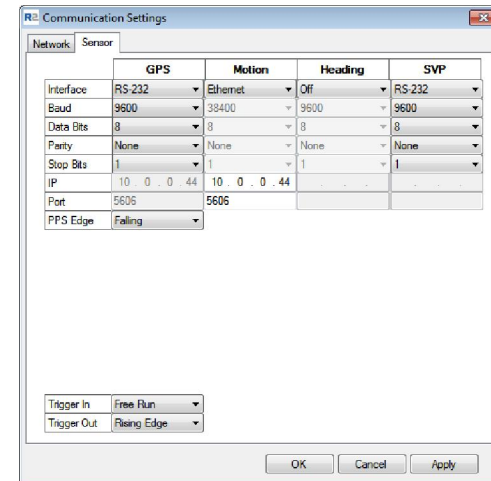 R2 Communication Settings
Network Sensor
GPS Motion Heading SVP
Interface RS-232 Ethernet Off RS-232
Baud 9600 38400 9600 9600
Data Bits 8 8 8 8
Parity None None None None
Stop Bits 1 1 1 1
IP 10 . 0 . 0 . 44 10 . 0 . 0 . 44 . . .
Port 5606 5606
PPS Edge Falling
Trigger In Free Run
Trigger Out Rising Edge
OK Cancel Apply